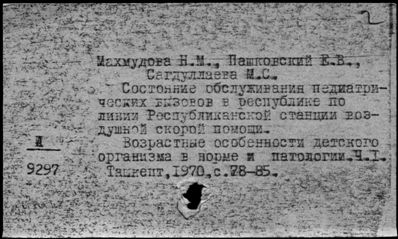 2
Махмудова Н.М., Пашковский Е.В.,
Сагдуллаева М.С.
Состояние обслуживания педиатри-
ческих вызовов в республике по
линии Республиканской станции воз-
душной скорой помощи.
Возрастные особенности детского
организма в норме и патологии.Ч.I.
Ташкент,1970,с.78-85.
И
9297